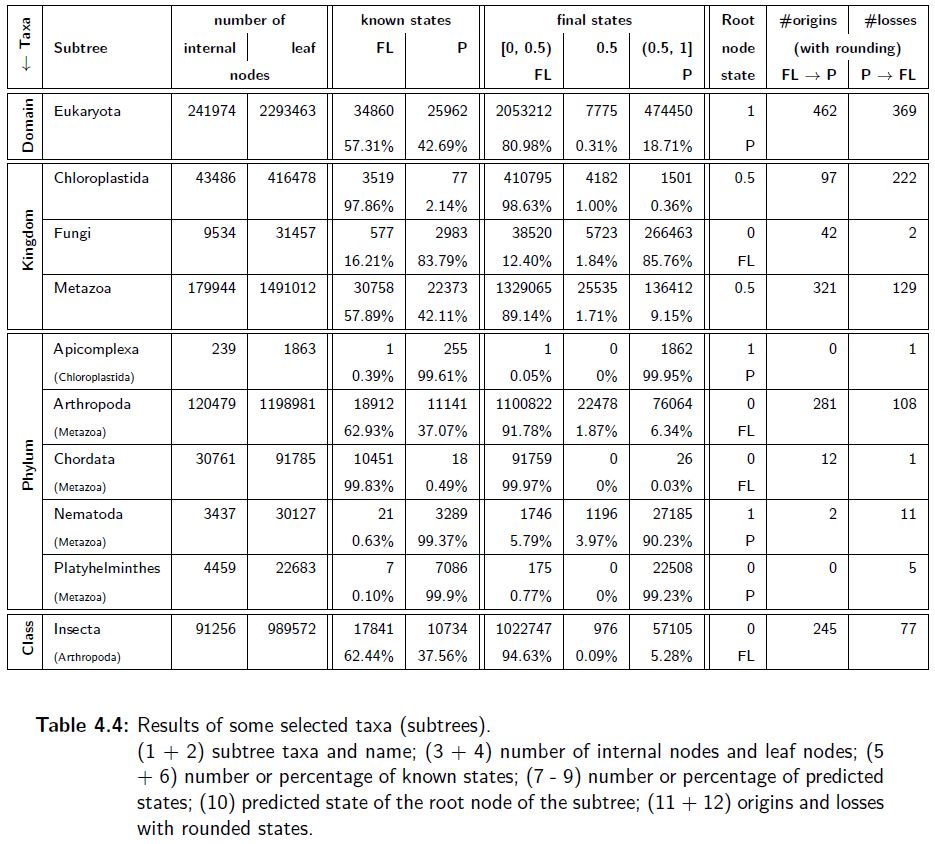 ← Taxa Subtree number of internal leaf nodes known states FL P final states [0, 0.5) FL 0.5 (0.5, 1] P Root node state #origins #losses (with rounding) FL → P P → FL
Domain
Eukaryota 241974 2293463 34860 25962 2053212 7775 474450 1 462 369
57.31% 42.69% 80.98% 0.31% 18.71% P
Kingdom
Chloroplastida 43486 416478 3519 77 410795 4182 1501 0.5 97 222
97.86% 2.14% 98.63% 1.00% 0.36%
Fungi 9534 31457 577 2983 38520 5723 266463 0 42 2
16.21% 83.79% 12.40% 1.84% 85.76% FL
Metazoa 179944 1491012 30758 22373 1329065 25535 136412 0.5 321 129
57.89% 42.11% 89.14% 1.71% 9.15%
Phylum
Apicomplexa 239 1863 1 255 1 0 1862 1 0 1
(Chloroplastida) 0.39% 99.61% 0.05% 0% 99.95% P
Arthropoda 120479 1198981 18912 11141 1100822 22478 76064 0 281 108
(Metazoa) 62.93% 37.07% 91.78% 1.87% 6.34% FL
Chordata 30761 91785 10451 18 91759 0 26 0 12 1
(Metazoa) 99.83% 0.49% 99.97% 0% 0.03% FL
Nematoda 3437 30127 21 3289 1746 1196 27185 1 2 11
(Metazoa) 0.63% 99.37% 5.79% 3.97% 90.23% P
Platyhelminthes 4459 22683 7 7086 175 0 22508 0 0 5
(Metazoa) 0.10% 99.9% 0.77% 0% 99.23% P
Class
Insecta 91256 989572 17841 10734 1022747 976 57105 0 245 77
(Arthropoda) 62.44% 37.56% 94.63% 0.09% 5.28% FL
Table 4.4: Results of some selected taxa (subtrees).
(1 + 2) subtree taxa and name; (3 + 4) number of internal nodes and leaf nodes; (5
+ 6) number or percentage of known states; (7 - 9) number or percentage of predicted
states; (10) predicted state of the root node of the subtree; (11 + 12) origins and losses
with rounded states.